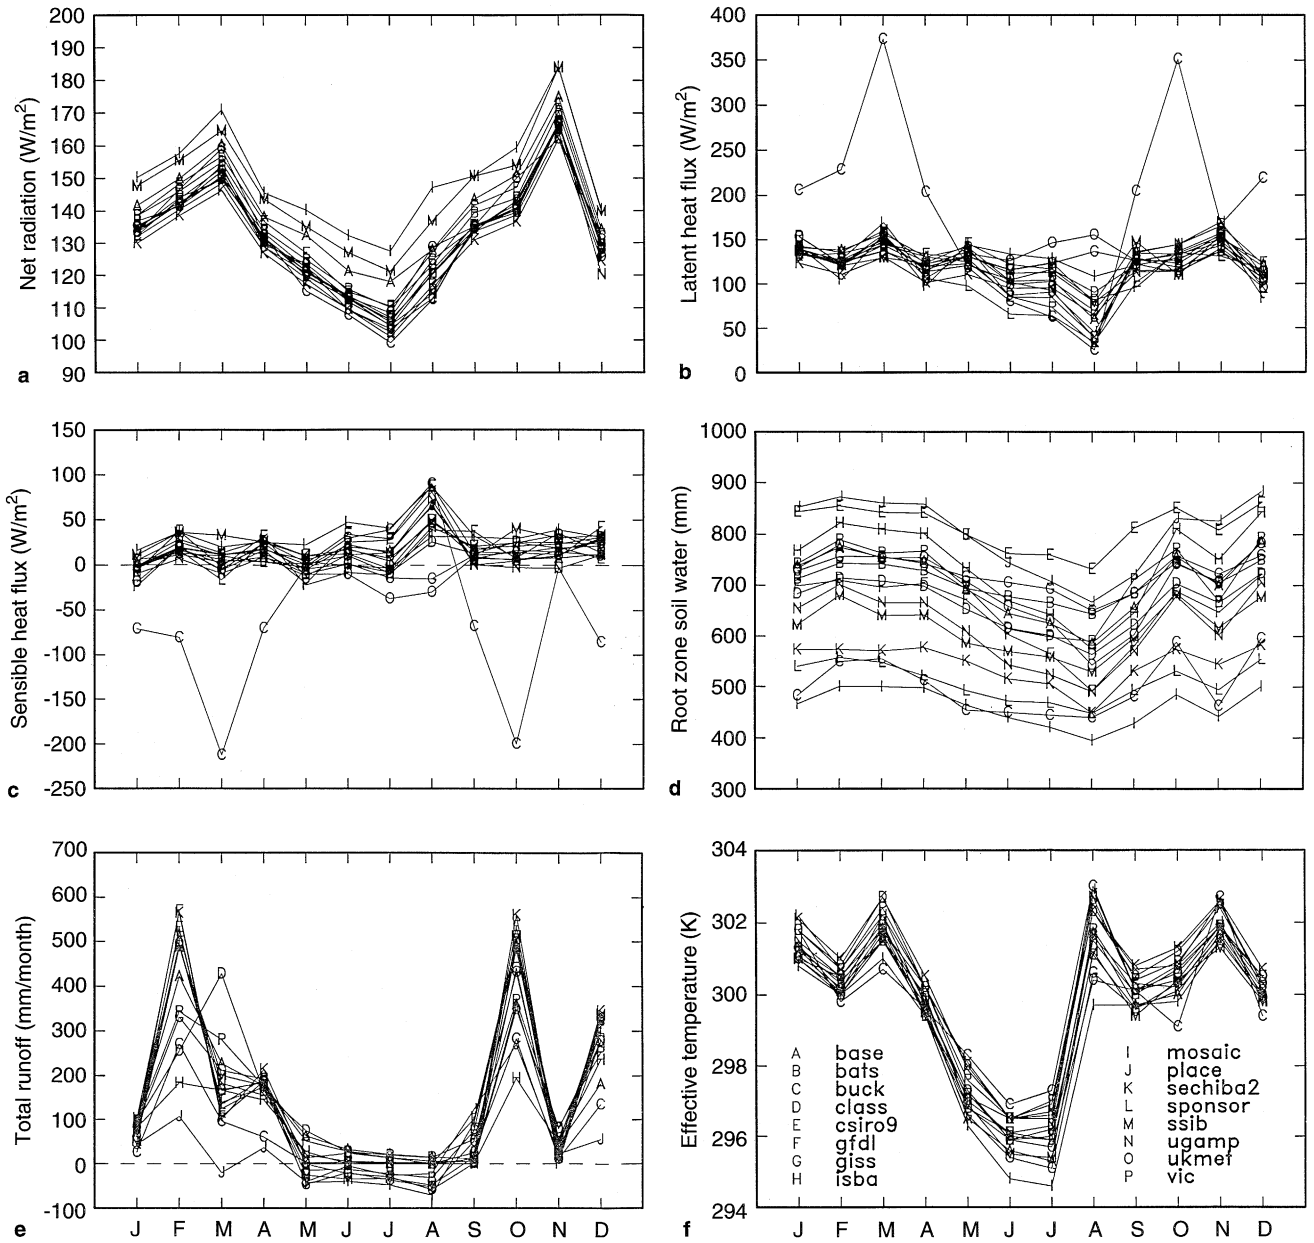 200
190
180
170
160
150
140
130
120
110
100
90
Net radiation (W/m²)
a
400
350
300
250
200
150
100
50
0
Latent heat flux (W/m²)
b
150
100
50
0
-50
-100
-150
-200
-250
Sensible heat flux (W/m²)
c
1000
900
800
700
600
500
400
300
Root zone soil water (mm)
d
700
600
500
400
300
200
100
0
-100
Total runoff (mm/month)
J F M A M J J A S O N D
e
304
302
300
298
296
294
Effective temperature (K)
A base
B bats
C buck
D class
E csiro9
F gfdl
G giss
H isba
I mosaic
J place
K sechiba2
L sponsor
M ssib
N ugamp
O ukmet
P vic
J F M A M J J A S O N D
f